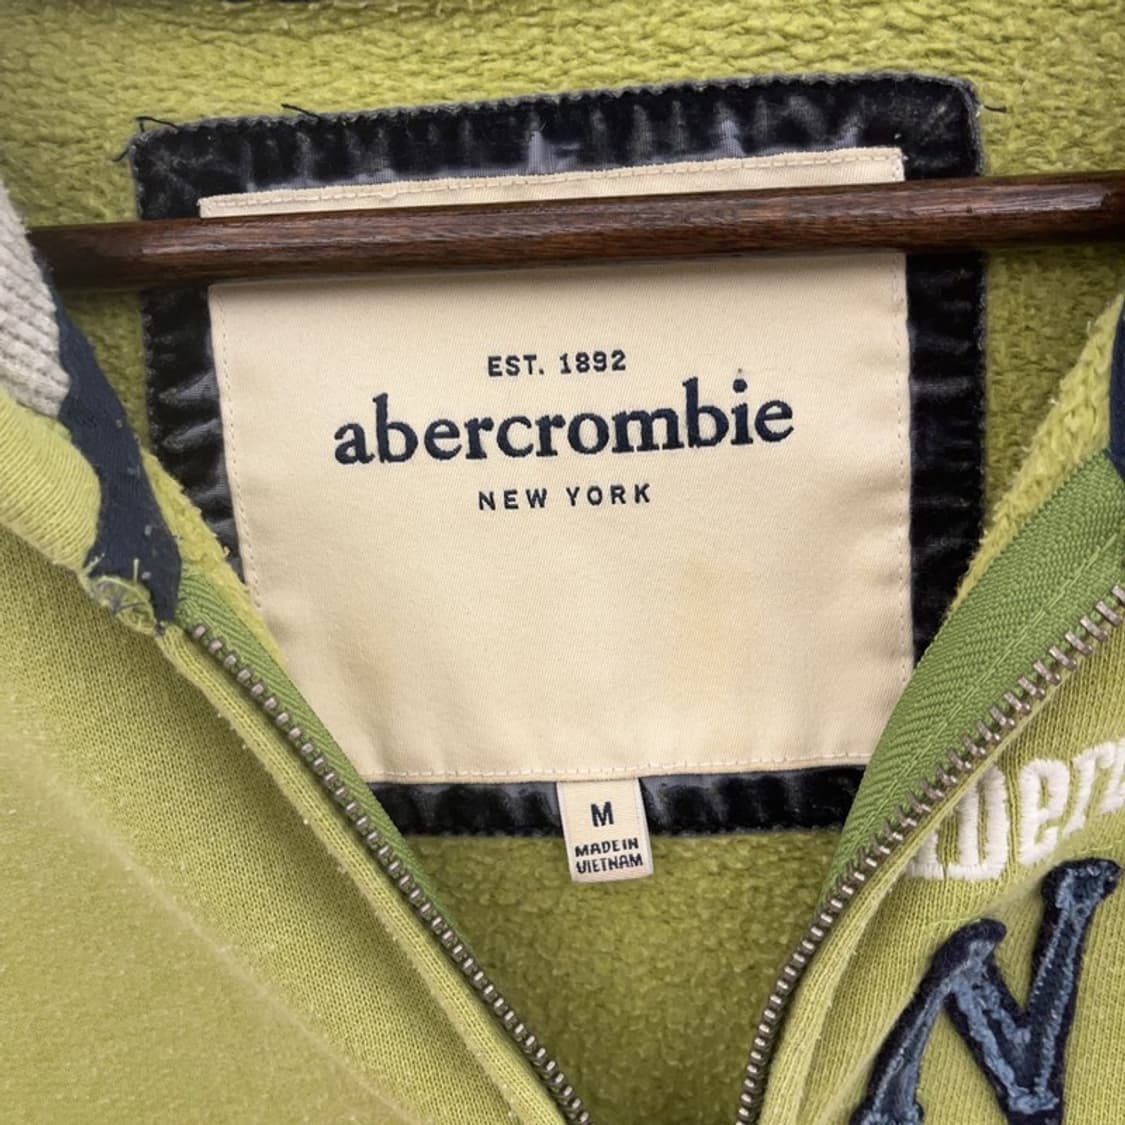 EST. 1892
abercrombie
NEW YORK
M
MADE IN
VIETNAM
N